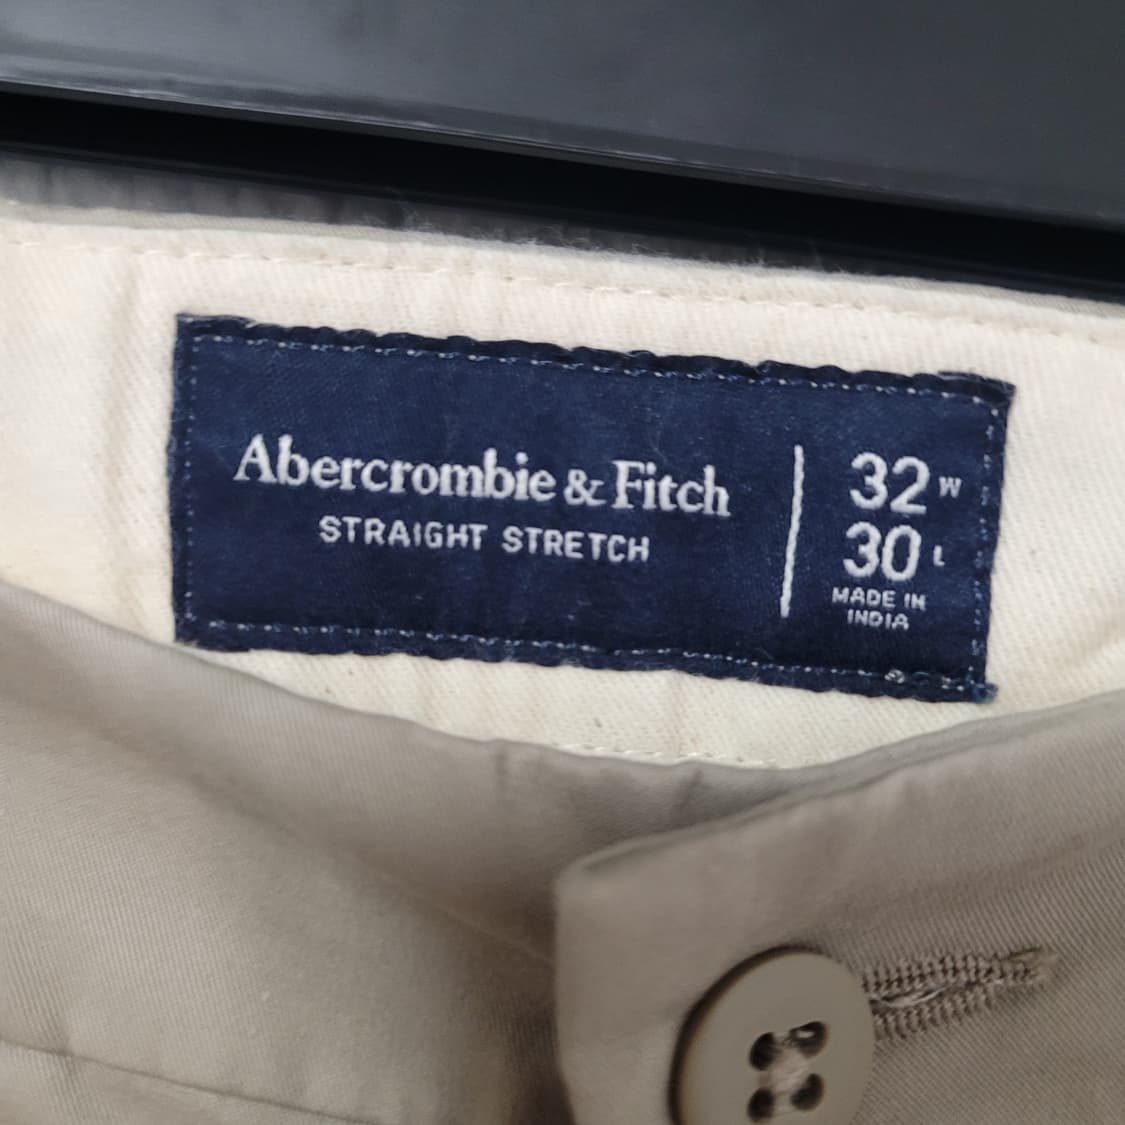 Abercrombie & Fitch
STRAIGHT STRETCH
32 W
30 L
MADE IN
INDIA